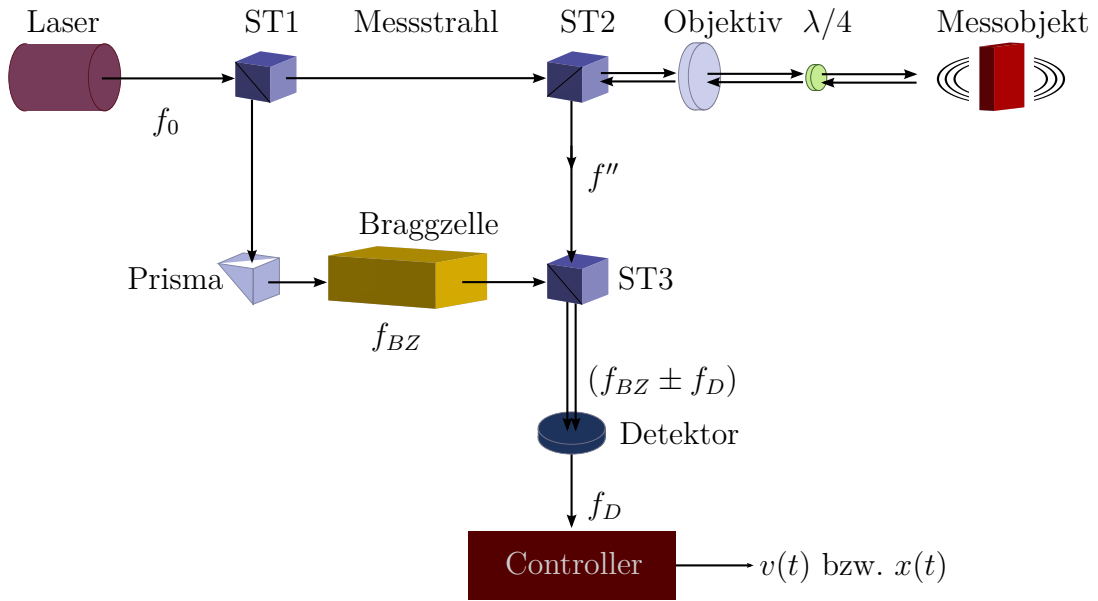 Laser ST1 Messstrahl ST2 Objektiv λ/4 Messobjekt
f₀
f″
Braggzelle
Prisma ST3
f_BZ
(f_BZ ± f_D)
Detektor
f_D
Controller v(t) bzw. x(t)